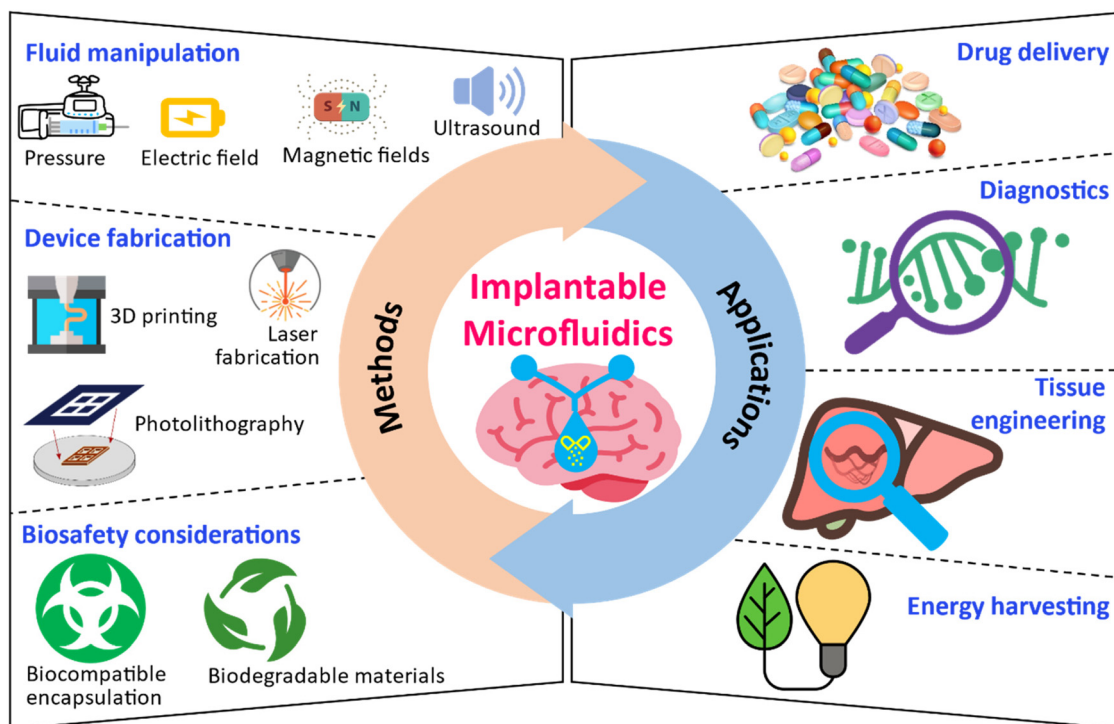 Fluid manipulation
Pressure
Electric field
S N
Magnetic fields
Ultrasound
Device fabrication
3D printing
Laser
fabrication
Photolithography
Biosafety considerations
Biocompatible
encapsulation
Biodegradable materials
Methods
Implantable
Microfluidics
Applications
Drug delivery
Diagnostics
Tissue
engineering
Energy harvesting